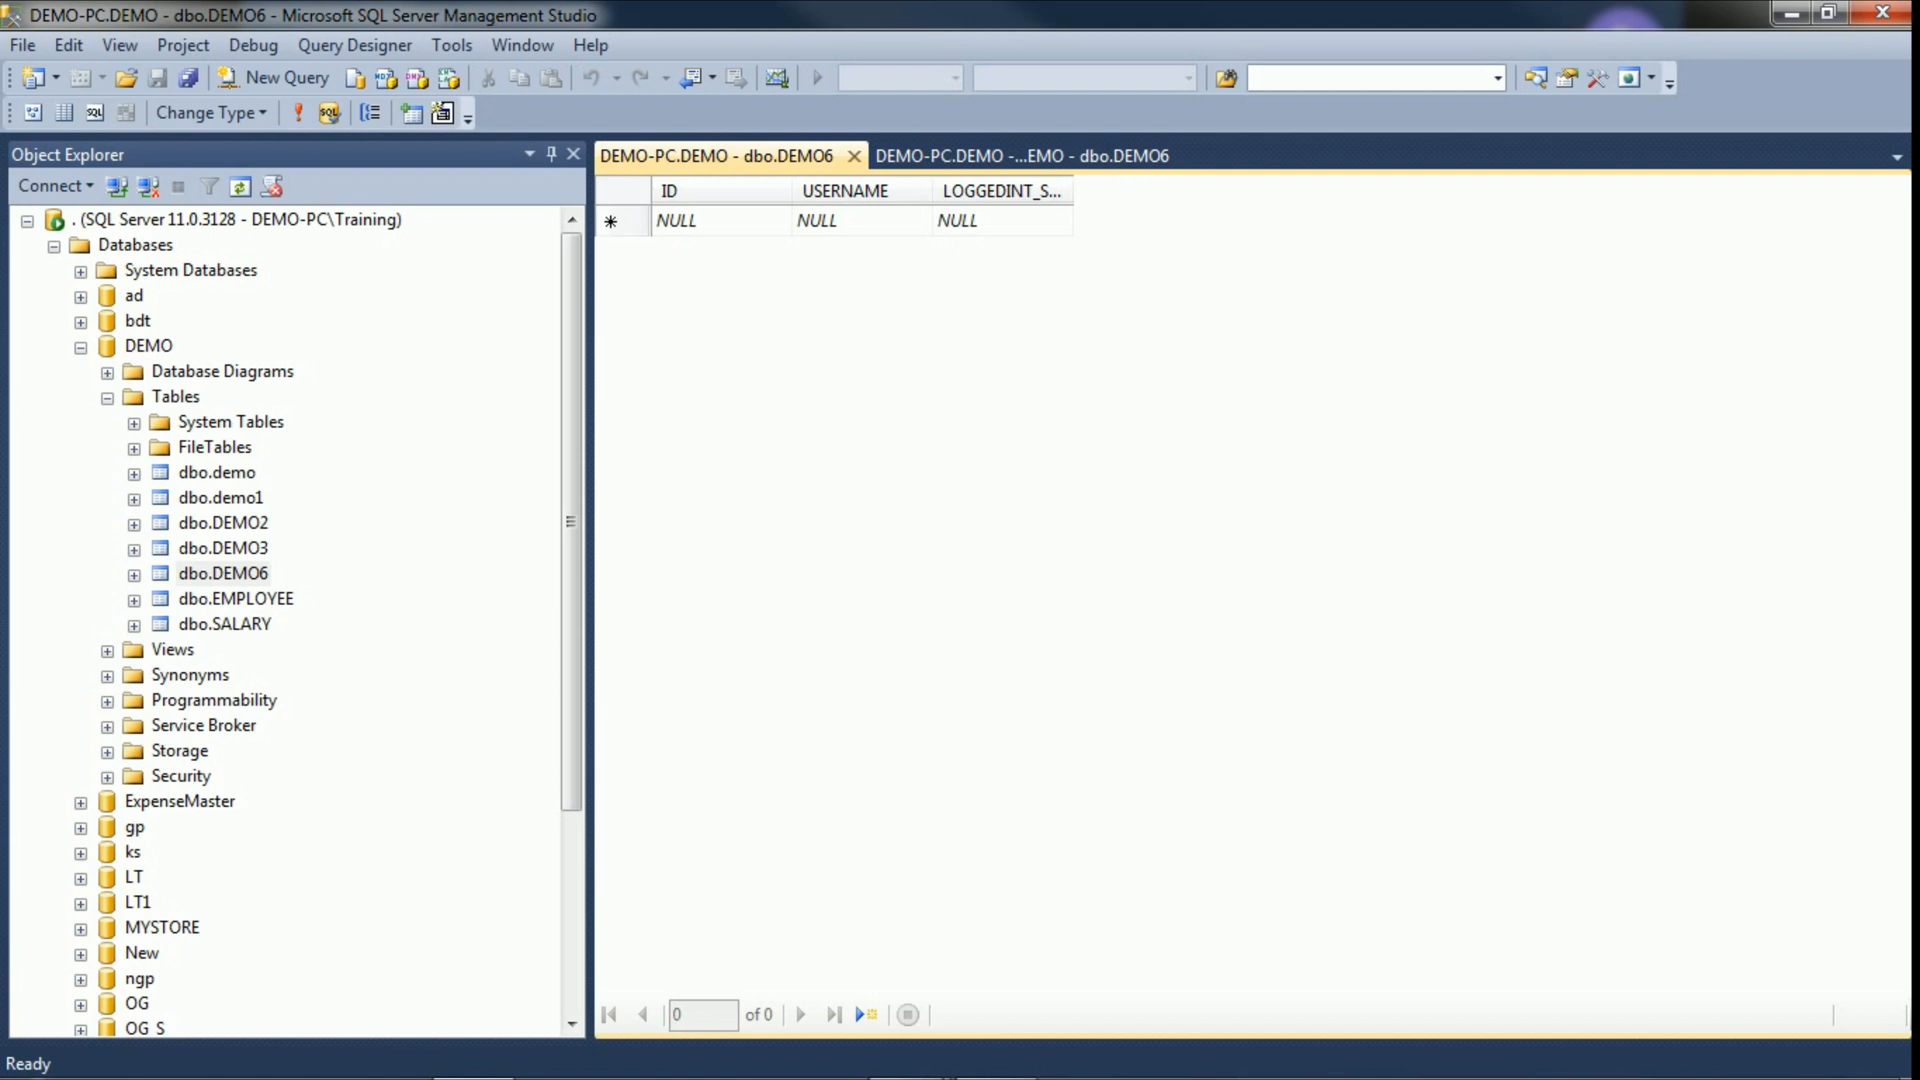 DEMO-PC.DEMO - dbo.DEMO6 - Microsoft SQL Server Management Studio
File Edit View Project Debug Query Designer Tools Window Help
New Query
Change Type
Object Explorer
DEMO-PC.DEMO - dbo.DEMO6
DEMO-PC.DEMO -...EMO - dbo.DEMO6
Connect
ID USERNAME LOGGEDINT_S...
NULL NULL NULL
. (SQL Server 11.0.3128 - DEMO-PC\Training)
Databases
System Databases
ad
bdt
DEMO
Database Diagrams
Tables
System Tables
FileTables
dbo.demo
dbo.demo1
dbo.DEMO2
dbo.DEMO3
dbo.DEMO6
dbo.EMPLOYEE
dbo.SALARY
Views
Synonyms
Programmability
Service Broker
Storage
Security
ExpenseMaster
gp
ks
LT
LT1
MYSTORE
New
ngp
OG
OG_S
0 of 0
Ready